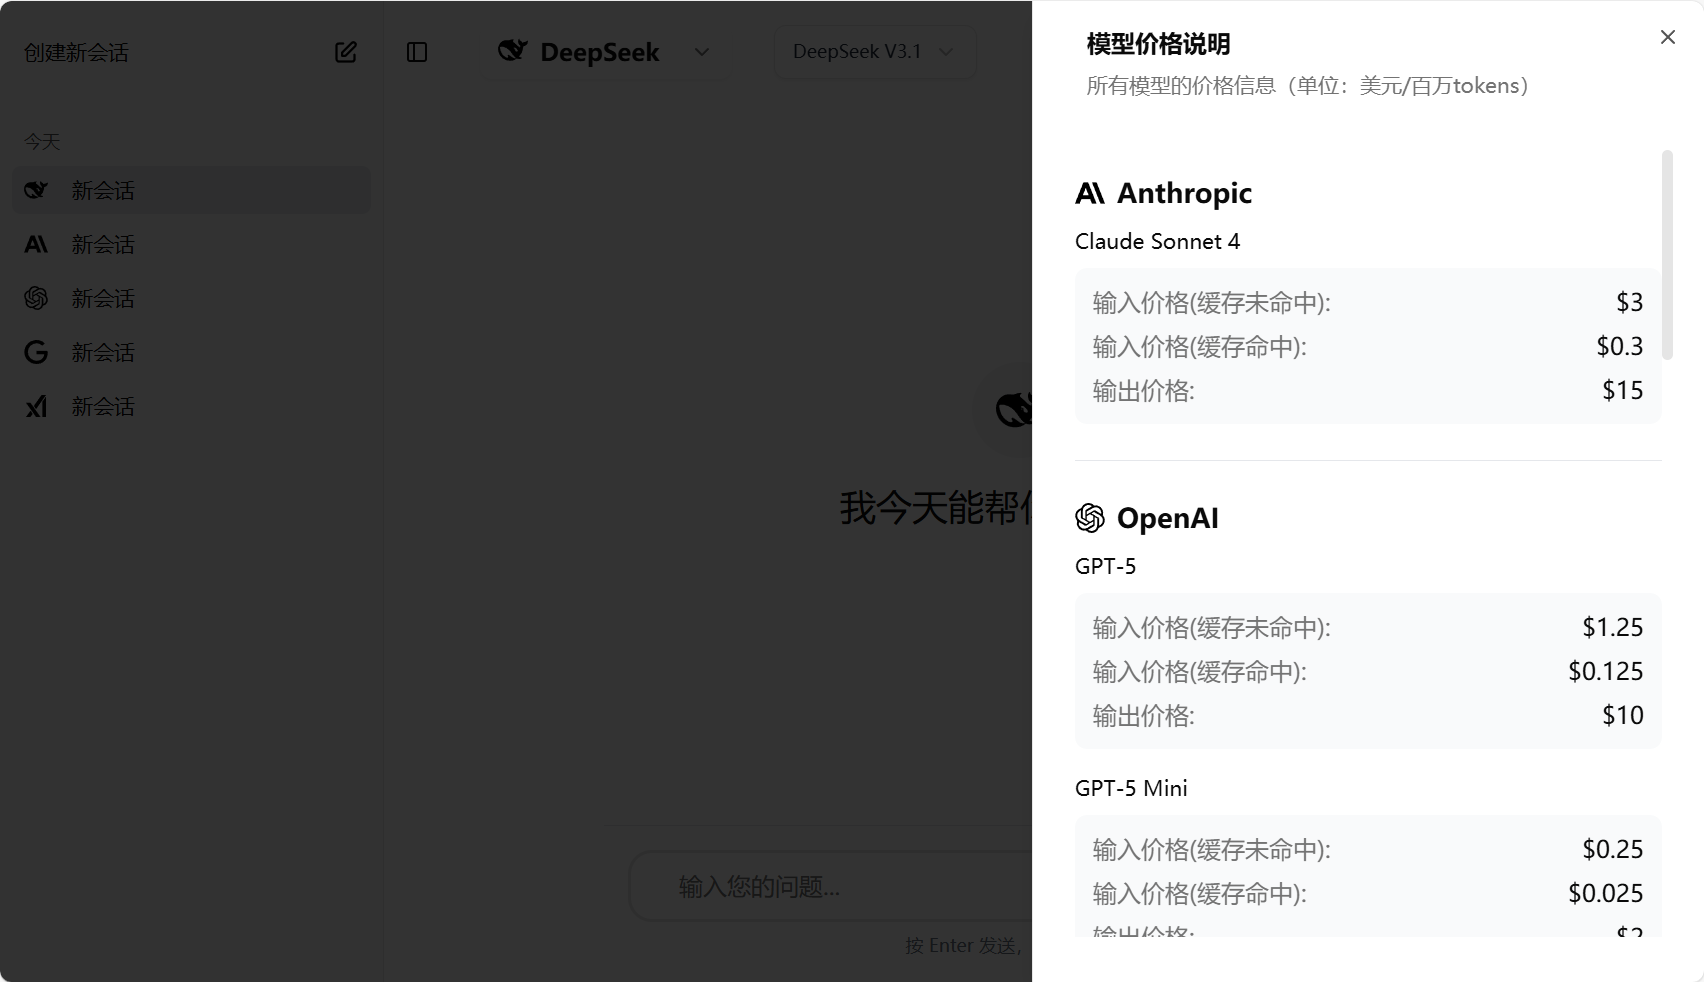 创建新会话
今天
新会话
新会话
新会话
新会话
新会话
DeepSeek
DeepSeek V3.1
我今天能帮
输入您的问题...
按 Enter 发送，
模型价格说明
所有模型的价格信息（单位：美元/百万tokens）
Anthropic
Claude Sonnet 4
输入价格(缓存未命中): $3
输入价格(缓存命中): $0.3
输出价格: $15
OpenAI
GPT-5
输入价格(缓存未命中): $1.25
输入价格(缓存命中): $0.125
输出价格: $10
GPT-5 Mini
输入价格(缓存未命中): $0.25
输入价格(缓存命中): $0.025
输出价格: $2